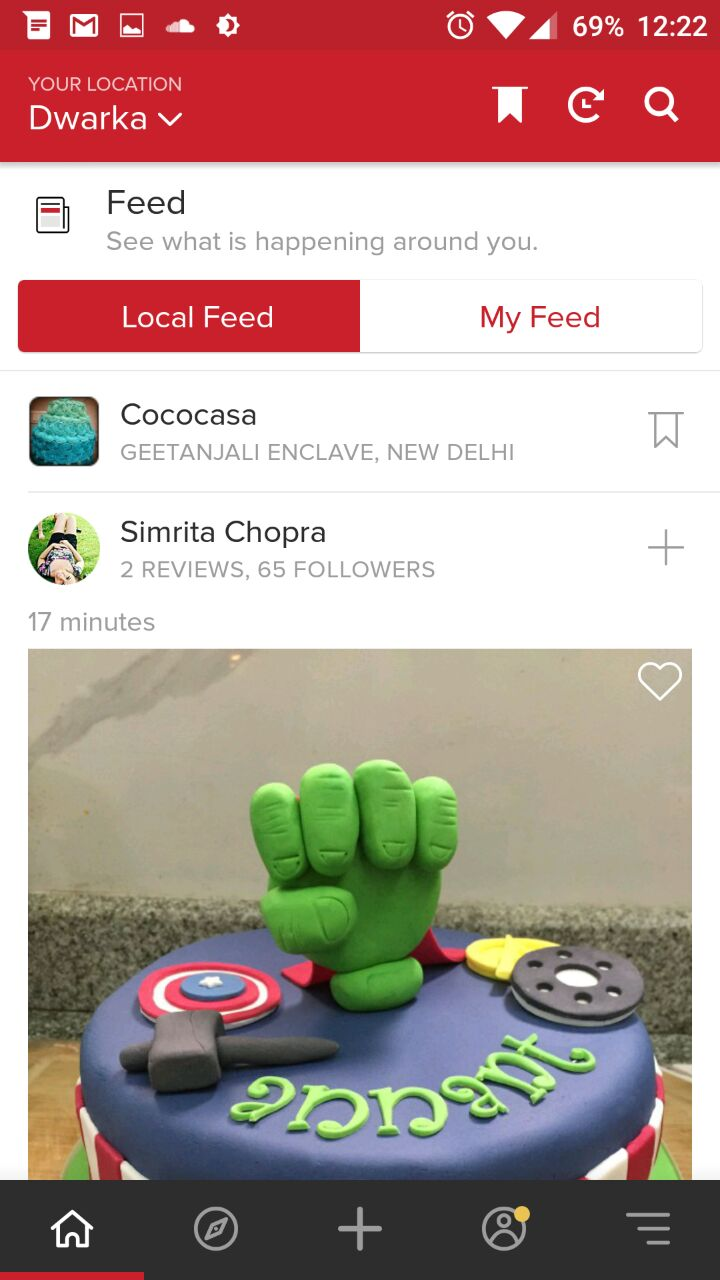 69% 12:22
YOUR LOCATION
Dwarka
Feed
See what is happening around you.
Local Feed
My Feed
Cococasa
GEETANJALI ENCLAVE, NEW DELHI
Simrita Chopra
2 REVIEWS, 65 FOLLOWERS
17 minutes
annant